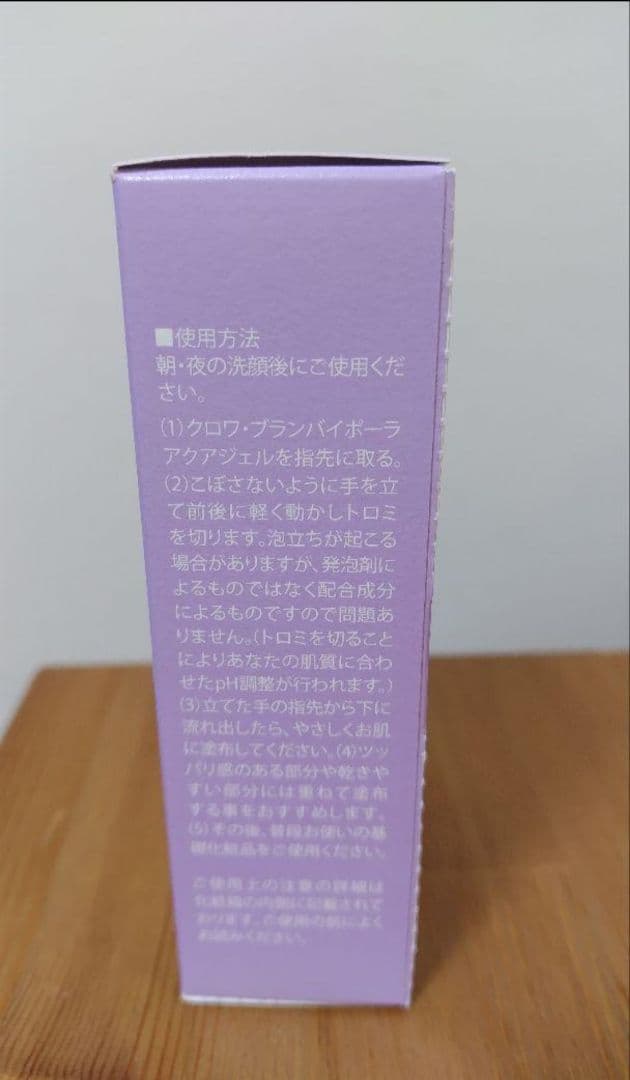 ■使用方法
朝・夜の洗顔後にご使用くだ
さい。
(1)クロワ・ブランバイポーラ
アクアジェルを指先に取る。
(2)こぼさないように手を立
て前後に軽く動かしトロミ
を切ります。泡立ちが起こる
場合がありますが、発泡剤に
よるものではなく配合成分
によるものですので問題あ
りません。(トロミを切ること
によりあなたの肌質に合わ
せたpH調整が行われます。)
(3)立てた手の指先から下に
流れ出したら、やさしくお肌
に塗布してください。(4)ツッ
パリ感のある部分や乾きや
すい部分には重ねて塗布
する事をおすすめします。
(5)その後、普段お使いの基
礎化粧品をご使用ください。
ご使用上の注意の詳細は
化粧箱の内側に記載されて
おります。ご使用の前によく
お読みください。